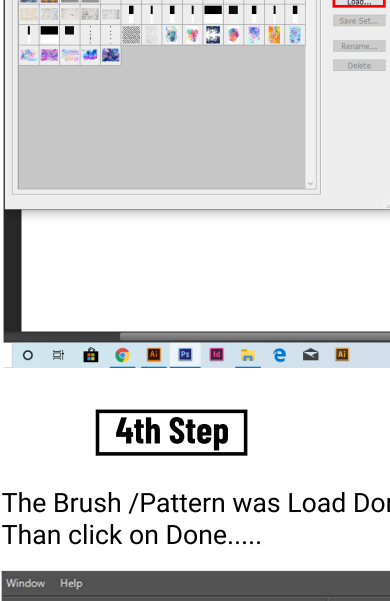 Load...
Save Set...
Rename...
Delete
Ai
Ps
Id
Ai
4th Step
The Brush /Pattern was Load Do
Than click on Done.....
Window Help